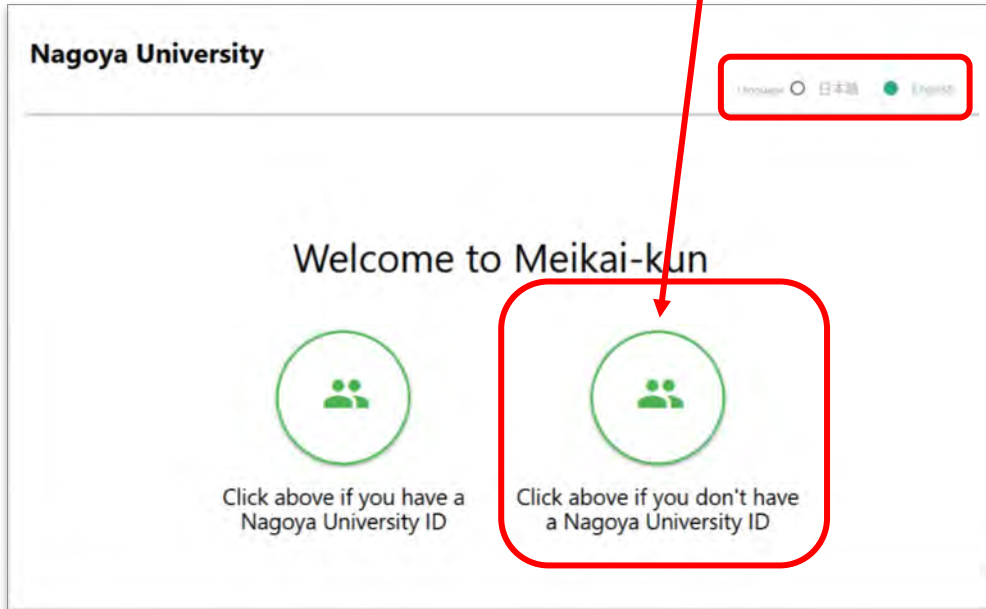 Nagoya University
Language 日本語 English
Welcome to Meikai-kun
Click above if you have a
Nagoya University ID
Click above if you don't have
a Nagoya University ID